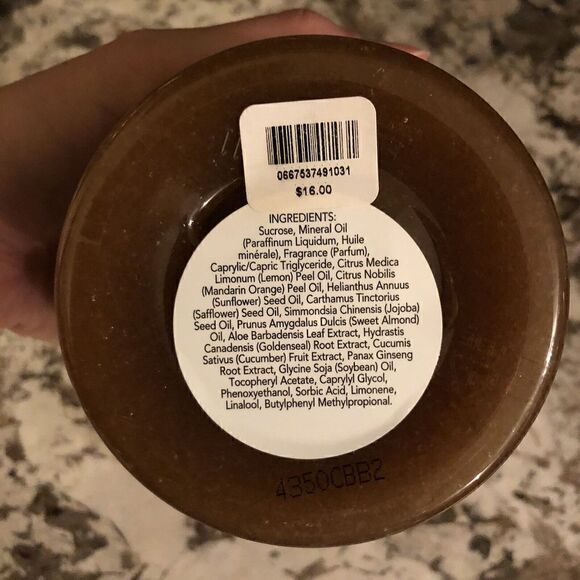 0667537491031
$16.00
INGREDIENTS:
Sucrose, Mineral Oil
(Paraffinum Liquidum, Huile
minérale), Fragrance (Parfum),
Caprylic/Capric Triglyceride, Citrus Medica
Limonum (Lemon) Peel Oil, Citrus Nobilis
(Mandarin Orange) Peel Oil, Helianthus Annuus
(Sunflower) Seed Oil, Carthamus Tinctorius
(Safflower) Seed Oil, Simmondsia Chinensis (Jojoba)
Seed Oil, Prunus Amygdalus Dulcis (Sweet Almond)
Oil, Aloe Barbadensis Leaf Extract, Hydrastis
Canadensis (Goldenseal) Root Extract, Cucumis
Sativus (Cucumber) Fruit Extract, Panax Ginseng
Root Extract, Glycine Soja (Soybean) Oil,
Tocopheryl Acetate, Caprylyl Glycol,
Phenoxyethanol, Sorbic Acid, Limonene,
Linalool, Butylphenyl Methylpropional.
4350CBB2